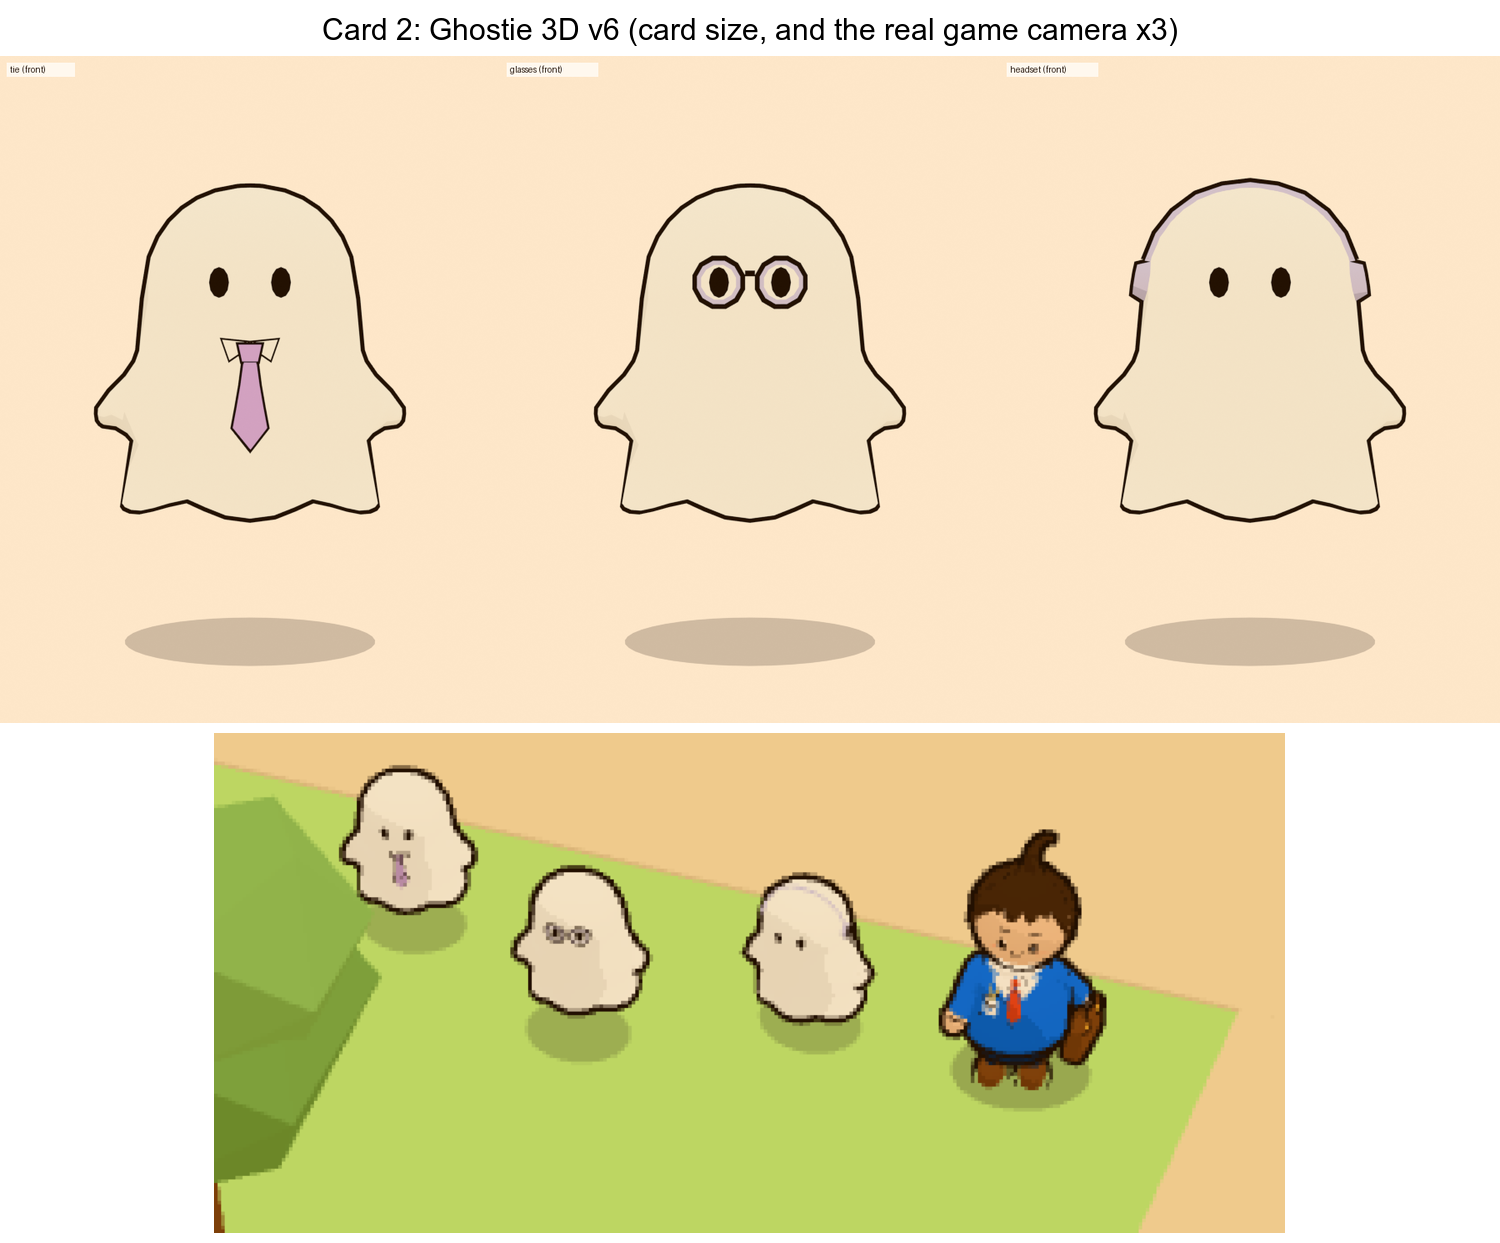 Card 2: Ghostie 3D v6 (card size, and the real game camera x3)
tie (front)
glasses (front)
headset (front)